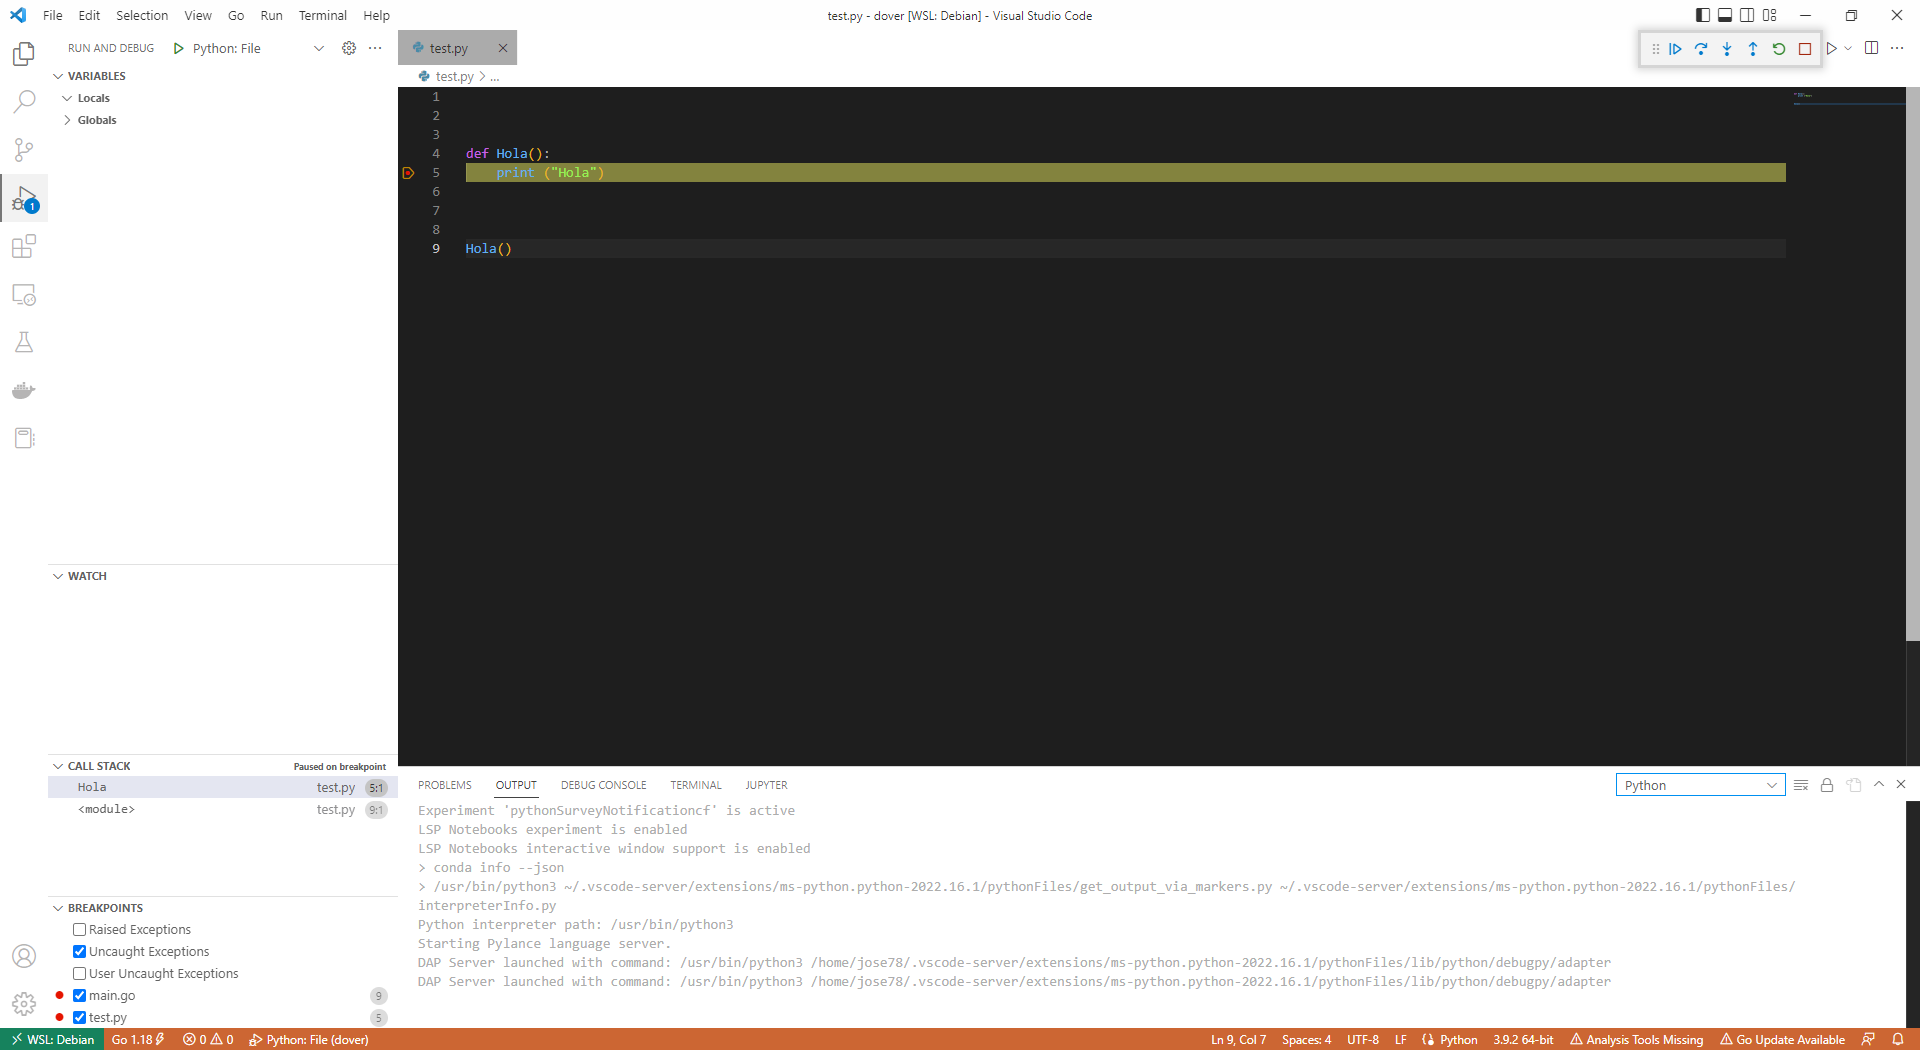 File Edit Selection View Go Run Terminal Help
test.py - dover [WSL: Debian] - Visual Studio Code
RUN AND DEBUG Python: File
VARIABLES
Locals
Globals
WATCH
CALL STACK Paused on breakpoint
Hola test.py 5:1
<module> test.py 9:1
BREAKPOINTS
Raised Exceptions
Uncaught Exceptions
User Uncaught Exceptions
main.go 9
test.py 5
1
test.py
test.py > ...
1
2
3
4 def Hola():
5 print ("Hola")
6
7
8
9 Hola()
PROBLEMS OUTPUT DEBUG CONSOLE TERMINAL JUPYTER Python
Experiment 'pythonSurveyNotificationcf' is active
LSP Notebooks experiment is enabled
LSP Notebooks interactive window support is enabled
> conda info --json
> /usr/bin/python3 ~/.vscode-server/extensions/ms-python.python-2022.16.1/pythonFiles/get_output_via_markers.py ~/.vscode-server/extensions/ms-python.python-2022.16.1/pythonFiles/
interpreterInfo.py
Python interpreter path: /usr/bin/python3
Starting Pylance language server.
DAP Server launched with command: /usr/bin/python3 /home/jose78/.vscode-server/extensions/ms-python.python-2022.16.1/pythonFiles/lib/python/debugpy/adapter
DAP Server launched with command: /usr/bin/python3 /home/jose78/.vscode-server/extensions/ms-python.python-2022.16.1/pythonFiles/lib/python/debugpy/adapter
WSL: Debian Go 1.18 0 0 Python: File (dover) Ln 9, Col 7 Spaces: 4 UTF-8 LF Python 3.9.2 64-bit Analysis Tools Missing Go Update Available